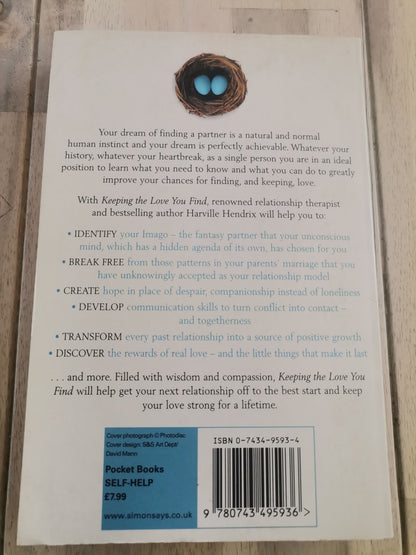 Your dream of finding a partner is a natural and normal
human instinct and your dream is perfectly achievable. Whatever your
history, whatever your heartbreak, as a single person you are in an ideal
position to learn what you need to know and what you can do to greatly
improve your chances for finding, and keeping, love.
With Keeping the Love You Find, renowned relationship therapist
and bestselling author Harville Hendrix will help you to:
• IDENTIFY your Imago – the fantasy partner that your unconscious
mind, which has a hidden agenda of its own, has chosen for you
• BREAK FREE from those patterns in your parents' marriage that you
have unknowingly accepted as your relationship model
• CREATE hope in place of despair, companionship instead of loneliness
• DEVELOP communication skills to turn conflict into contact –
and togetherness
• TRANSFORM every past relationship into a source of positive growth
• DISCOVER the rewards of real love – and the little things that make it last
. . . and more. Filled with wisdom and compassion, Keeping the Love You
Find will help get your next relationship off to the best start and keep
your love strong for a lifetime.
Cover photograph © Photodisc
Cover design: S&S Art Dept/
David Mann
Pocket Books
SELF-HELP
£7.99
www.simonsays.co.uk
ISBN 0-7434-9593-4
9 780743 495936 >